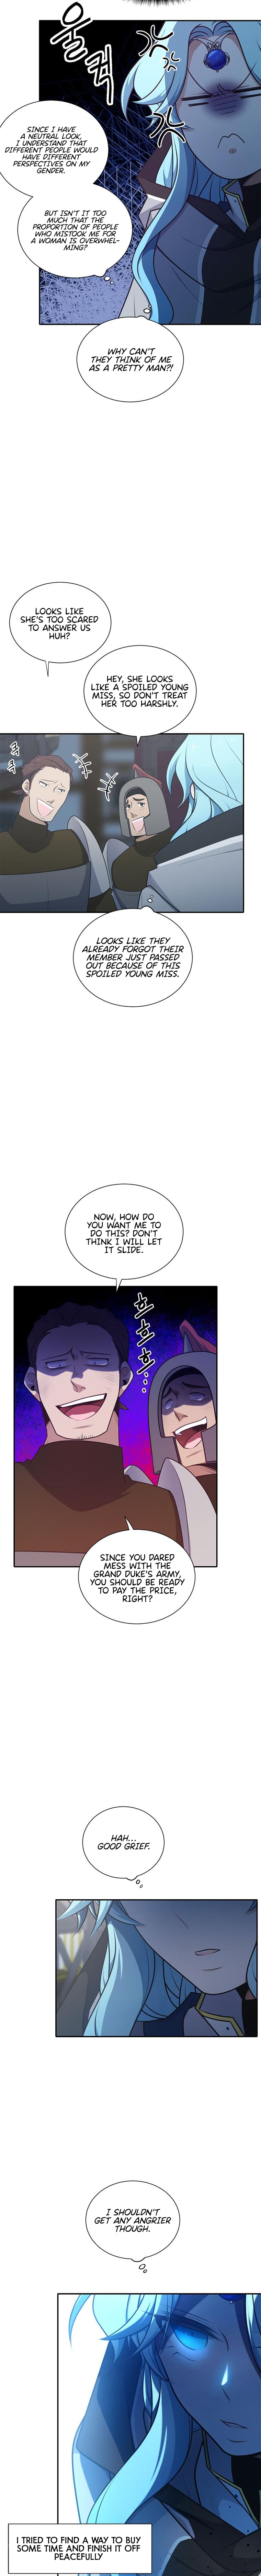 울컥
SINCE I HAVE
A NEUTRAL LOOK,
I UNDERSTAND THAT
DIFFERENT PEOPLE WOULD
HAVE DIFFERENT
PERSPECTIVES ON MY
GENDER.
BUT ISN'T IT TOO
MUCH THAT THE
PROPORTION OF PEOPLE
WHO MISTOOK ME FOR
A WOMAN IS OVERWHEL-
MING?
WHY CAN'T
THEY THINK OF ME
AS A PRETTY MAN?!
LOOKS LIKE
SHE'S TOO SCARED
TO ANSWER US
HUH?
HEY, SHE LOOKS
LIKE A SPOILED YOUNG
MISS, SO DON'T TREAT
HER TOO HARSHLY.
LOOKS LIKE THEY
ALREADY FORGOT THEIR
MEMBER JUST PASSED
OUT BECAUSE OF THIS
SPOILED YOUNG MISS.
NOW, HOW DO
YOU WANT ME TO
DO THIS? DON'T
THINK I WILL LET
IT SLIDE.
흐흐흐...
SINCE YOU DARED
MESS WITH THE
GRAND DUKE'S ARMY,
YOU SHOULD BE READY
TO PAY THE PRICE,
RIGHT?
HAH...
GOOD GRIEF.
I SHOULDN'T
GET ANY ANGRIER
THOUGH.
I TRIED TO FIND A WAY TO BUY
SOME TIME AND FINISH IT OFF
PEACEFULLY